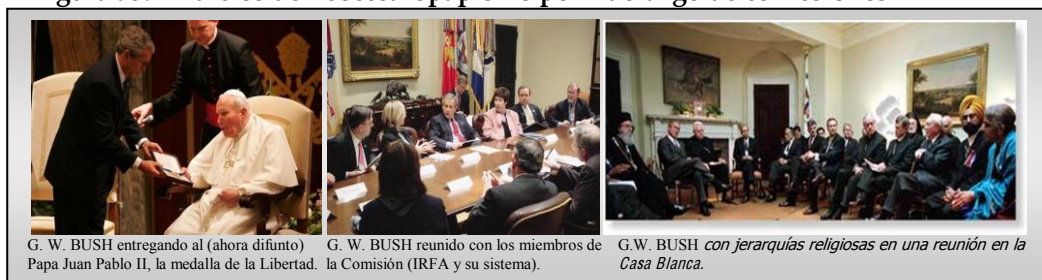 G. W. BUSH entregando al (ahora difunto)
Papa Juan Pablo II, la medalla de la Libertad.
G. W. BUSH reunido con los miembros de
la Comisión (IRFA y su sistema).
G.W. BUSH con jerarquías religiosas en una reunión en la
Casa Blanca.